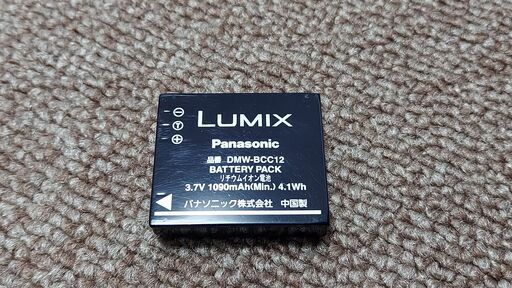 LUMIX
Panasonic
品番 DMW-BCC12
BATTERY PACK
リチウムイオン電池
3.7V 1090mAh(Min.) 4.1Wh
パナソニック株式会社 中国製
T